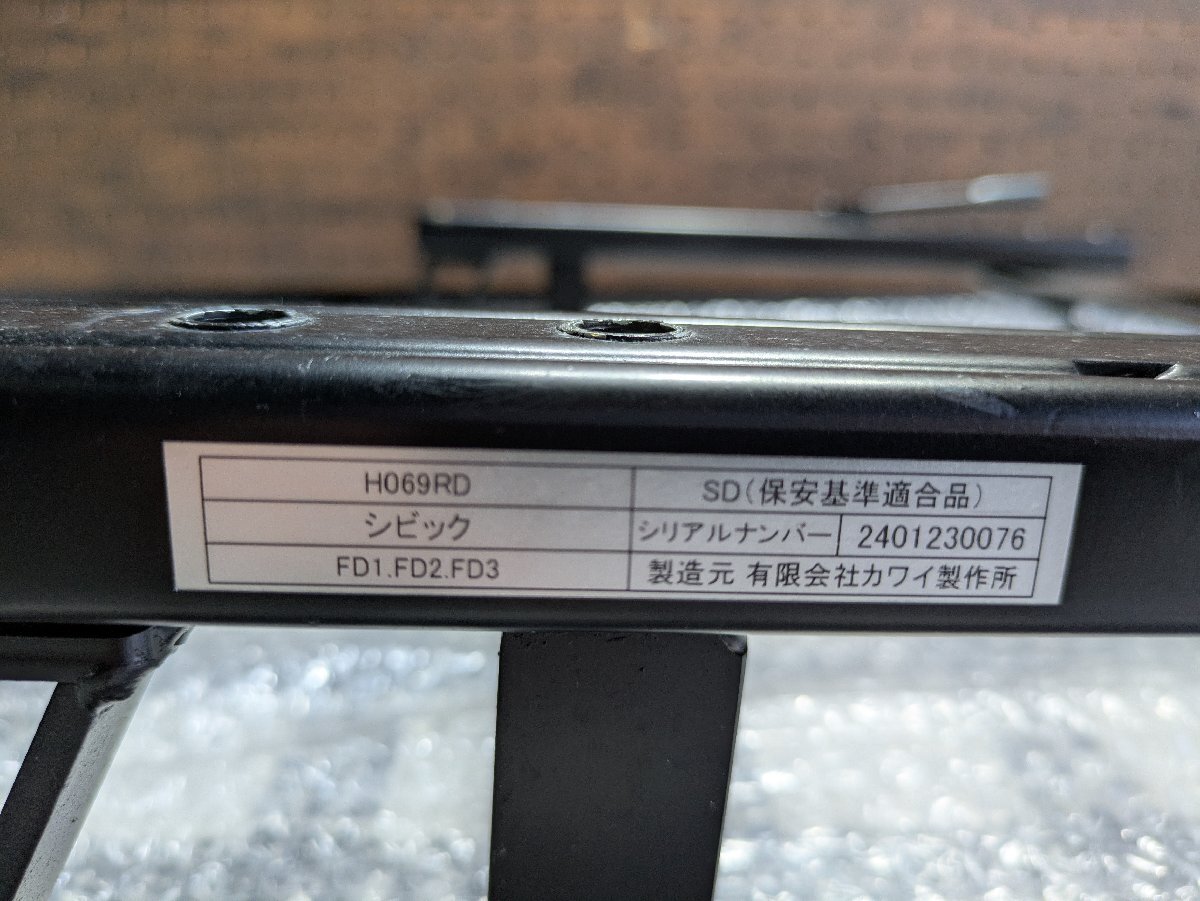 H069RD SD(保安基準適合品)
シビック シリアルナンバー 2401230076
FD1.FD2.FD3 製造元 有限会社カワイ製作所